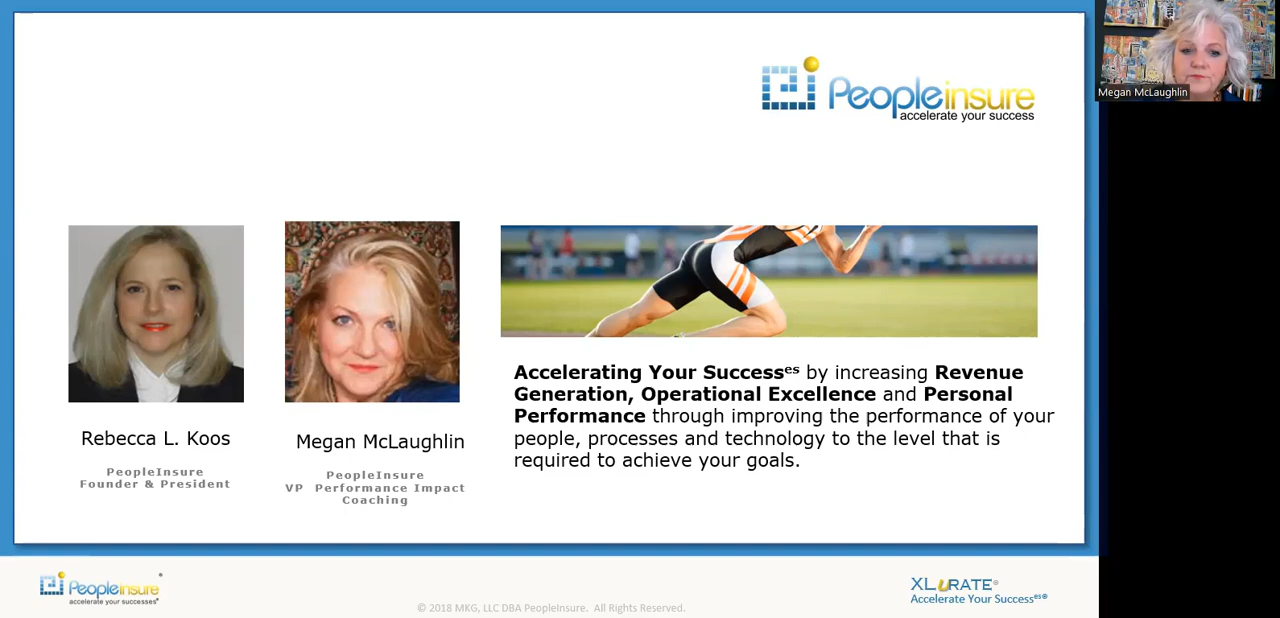 Peopleinsure
accelerate your success
Megan McLaughlin
Rebecca L. Koos
PeopleInsure
Founder & President
Megan McLaughlin
PeopleInsure
VP Performance Impact
Coaching
Accelerating Your Successᵉˢ by increasing Revenue
Generation, Operational Excellence and Personal
Performance through improving the performance of your
people, processes and technology to the level that is
required to achieve your goals.
Peopleinsure®
accelerate your successes®
© 2018 MKG, LLC DBA PeopleInsure. All Rights Reserved.
XLuRATE®
Accelerate Your Successᵉˢ®